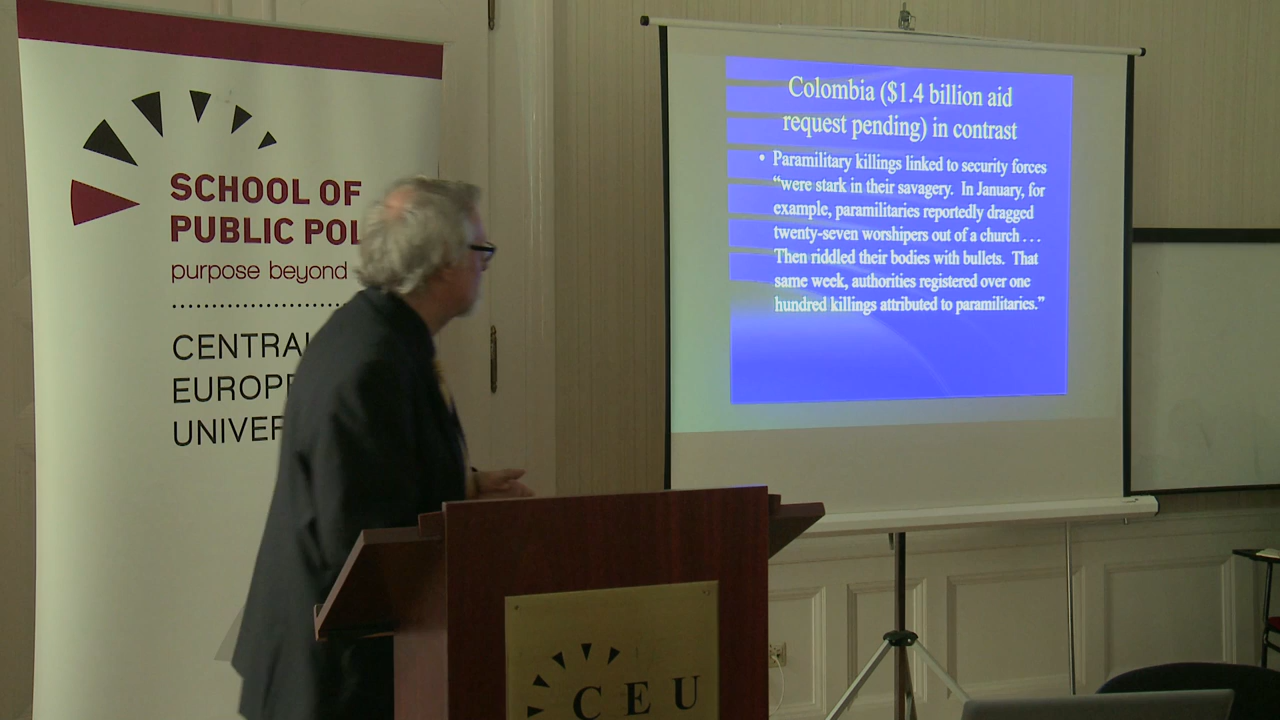 SCHOOL OF
PUBLIC POL
purpose beyond
CENTRAL
EUROPE
UNIVER
Colombia ($1.4 billion aid
request pending) in contrast
• Paramilitary killings linked to security forces
“were stark in their savagery. In January, for
example, paramilitaries reportedly dragged
twenty-seven worshipers out of a church . . .
Then riddled their bodies with bullets. That
same week, authorities registered over one
hundred killings attributed to paramilitaries.”
CEU